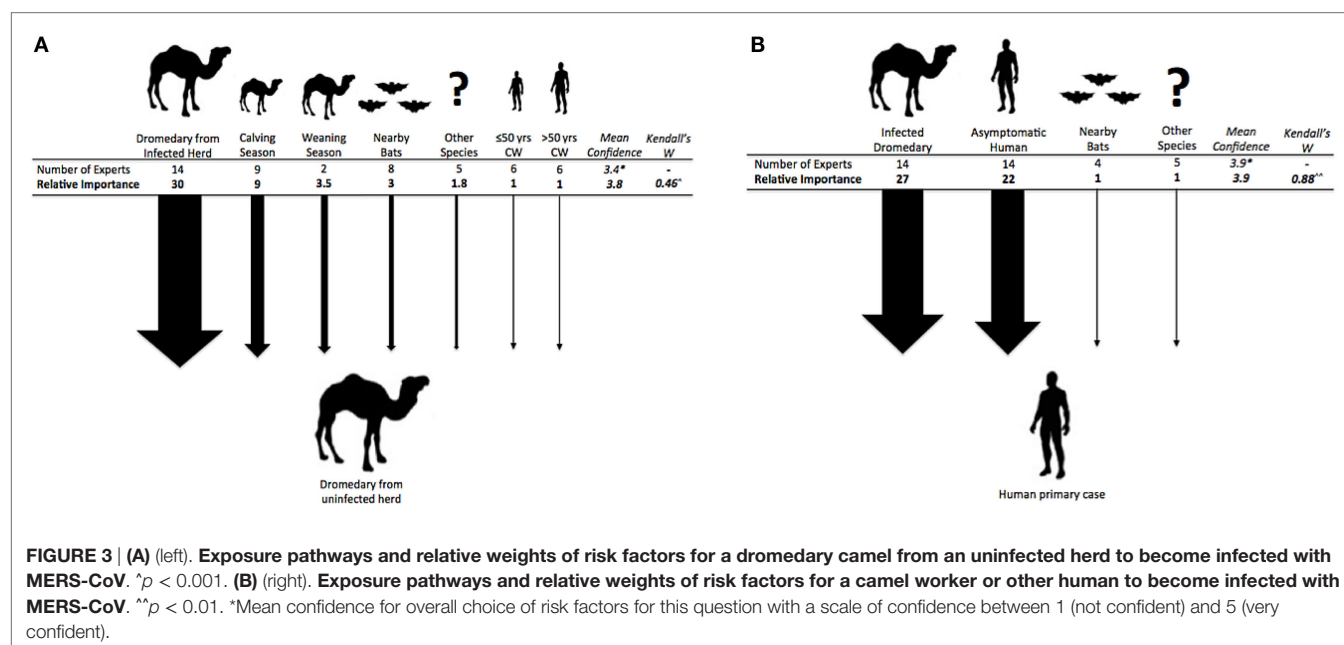 A
?
Dromedary from Infected Herd
Calving Season
Weaning Season
Nearby Bats
Other Species
≤50 yrs CW
>50 yrs CW
Mean Confidence
Kendall's W
Number of Experts 14 9 2 8 5 6 6 3.4* -
Relative Importance 30 9 3.5 3 1.8 1 1 3.8 0.46^
Dromedary from
uninfected herd
B
?
Infected Dromedary
Asymptomatic Human
Nearby Bats
Other Species
Mean Confidence
Kendall's W
Number of Experts 14 14 4 5 3.9* -
Relative Importance 27 22 1 1 3.9 0.88^^
Human primary case
FIGURE 3 | (A) (left). Exposure pathways and relative weights of risk factors for a dromedary camel from an uninfected herd to become infected with
MERS-CoV. ^p < 0.001. (B) (right). Exposure pathways and relative weights of risk factors for a camel worker or other human to become infected with
MERS-CoV. ^^p < 0.01. *Mean confidence for overall choice of risk factors for this question with a scale of confidence between 1 (not confident) and 5 (very
confident).